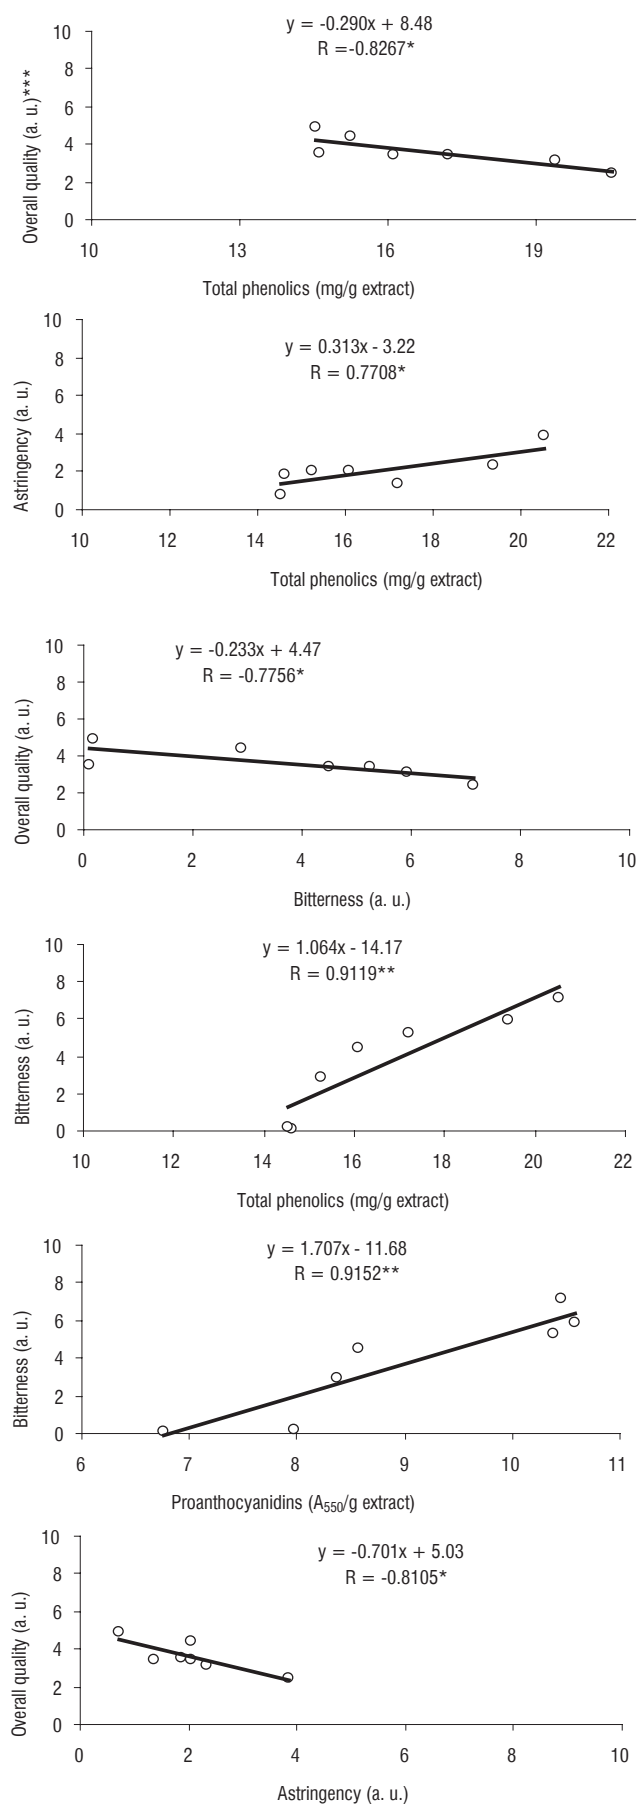 y = -0.290x + 8.48
R =-0.8267*
10
8
6
4
2
0
Overall quality (a. u.)***
10 13 16 19
Total phenolics (mg/g extract)
y = 0.313x - 3.22
R = 0.7708*
10
8
6
4
2
0
Astringency (a. u.)
10 12 14 16 18 20 22
Total phenolics (mg/g extract)
y = -0.233x + 4.47
R = -0.7756*
10
8
6
4
2
0
Overall quality (a. u.)
0 2 4 6 8 10
Bitterness (a. u.)
y = 1.064x - 14.17
R = 0.9119**
10
8
6
4
2
0
Bitterness (a. u.)
10 12 14 16 18 20 22
Total phenolics (mg/g extract)
y = 1.707x - 11.68
R = 0.9152**
10
8
6
4
2
0
Bitterness (a. u.)
6 7 8 9 10 11
Proanthocyanidins (A₅₅₀/g extract)
y = -0.701x + 5.03
R = -0.8105*
10
8
6
4
2
0
Overall quality (a. u.)
0 2 4 6 8 10
Astringency (a. u.)